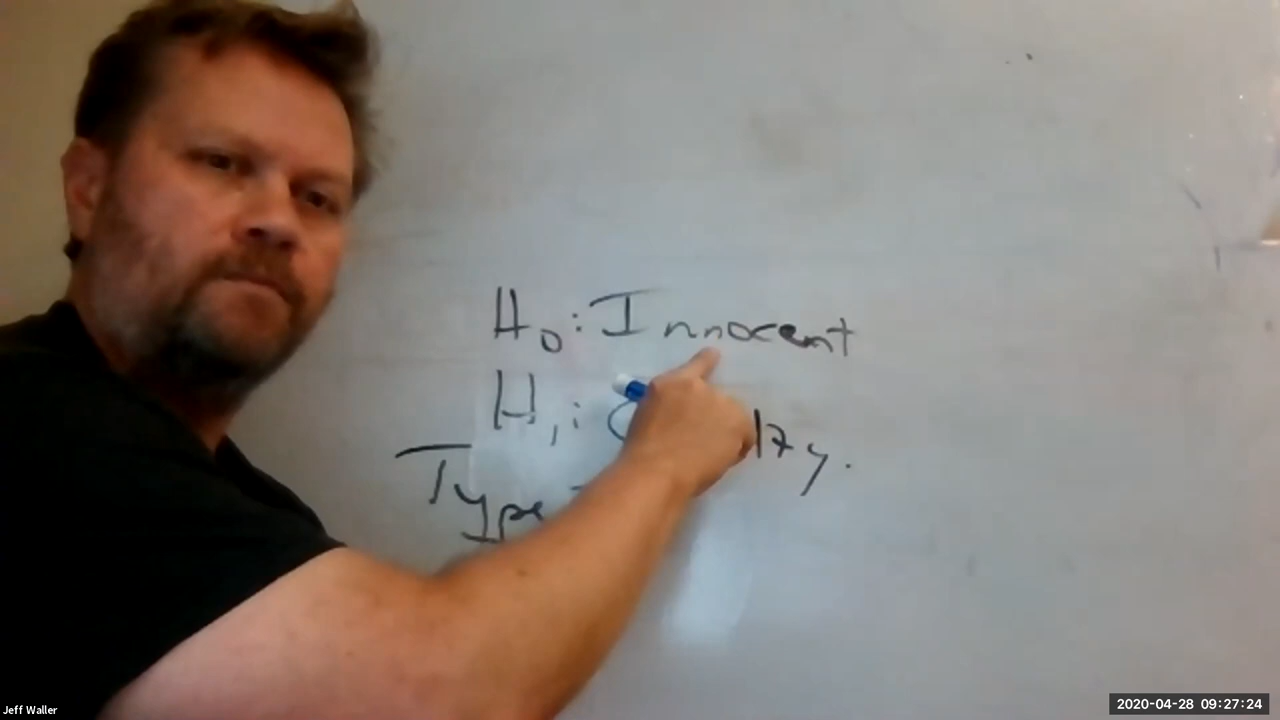 H0: Innocent
H1:
Type
Jeff Waller
2020-04-28 09:27:24